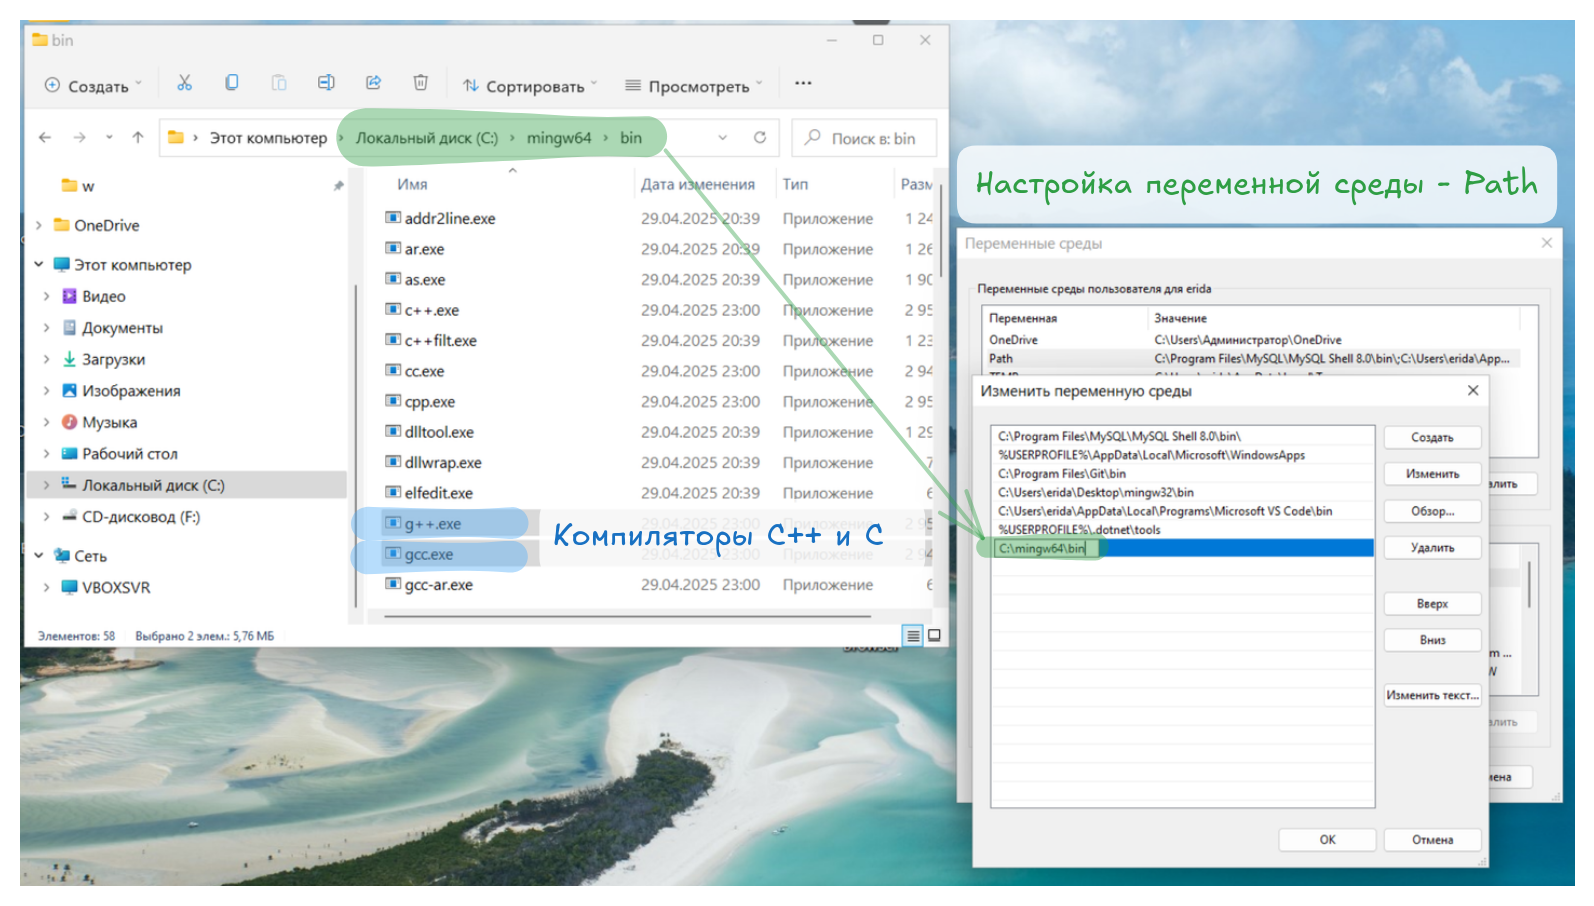 bin
Создать
Сортировать
Просмотреть
Этот компьютер > Локальный диск (C:) > mingw64 > bin
Поиск в: bin
w
OneDrive
Этот компьютер
Видео
Документы
Загрузки
Изображения
Музыка
Рабочий стол
Локальный диск (C:)
CD-дисковод (F:)
Сеть
VBOXSVR
Имя Дата изменения Тип Разм
addr2line.exe 29.04.2025 20:39 Приложение 1 24
ar.exe 29.04.2025 20:39 Приложение 1 26
as.exe 29.04.2025 20:39 Приложение 1 90
c++.exe 29.04.2025 23:00 Приложение 2 95
c++filt.exe 29.04.2025 20:39 Приложение 1 23
cc.exe 29.04.2025 23:00 Приложение 2 94
cpp.exe 29.04.2025 23:00 Приложение 2 95
dlltool.exe 29.04.2025 20:39 Приложение 1 29
dllwrap.exe 29.04.2025 20:39 Приложение 7
elfedit.exe 29.04.2025 20:39 Приложение 6
g++.exe 29.04.2025 23:00 Приложение 2 95
Компиляторы C++ и C
gcc.exe 29.04.2025 23:00 Приложение 2 94
gcc-ar.exe 29.04.2025 23:00 Приложение 6
Элементов: 58 Выбрано 2 элем.: 5,76 МБ
Настройка переменной среды - Path
Переменные среды
Переменные среды пользователя для erida
Переменная Значение
OneDrive C:\Users\Администратор\OneDrive
Path C:\Program Files\MySQL\MySQL Shell 8.0\bin\;C:\Users\erida\App...
Изменить переменную среды
C:\Program Files\MySQL\MySQL Shell 8.0\bin\
%USERPROFILE%\AppData\Local\Microsoft\WindowsApps
C:\Program Files\Git\bin
C:\Users\erida\Desktop\mingw32\bin
C:\Users\erida\AppData\Local\Programs\Microsoft VS Code\bin
%USERPROFILE%\.dotnet\tools
C:\mingw64\bin
Создать
Изменить
Обзор...
Удалить
Вверх
Вниз
Изменить текст...
OK
Отмена